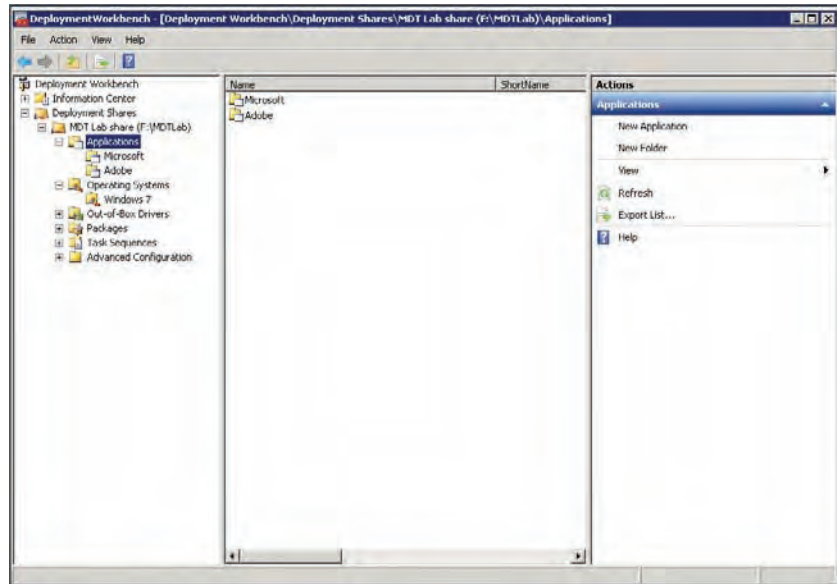 DeploymentWorkbench - [Deployment Workbench\Deployment Shares\MDT Lab share (F:\MDTLab)\Applications]
File Action View Help
Deployment Workbench
Information Center
Deployment Shares
MDT Lab share (F:\MDTLab)
Applications
Microsoft
Adobe
Operating Systems
Windows 7
Out-of-Box Drivers
Packages
Task Sequences
Advanced Configuration
Name ShortName
Microsoft
Adobe
Actions
Applications
New Application
New Folder
View
Refresh
Export List...
Help